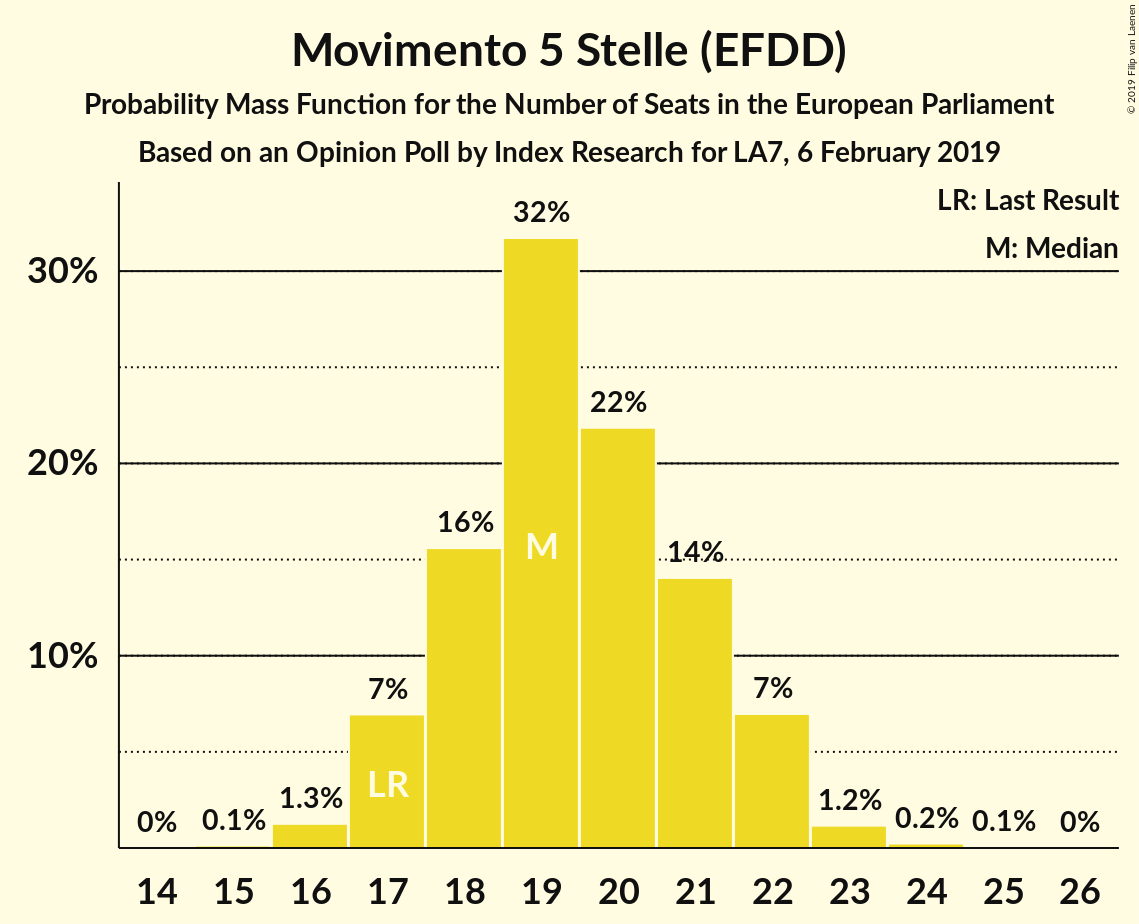 Movimento 5 Stelle (EFDD)
Probability Mass Function for the Number of Seats in the European Parliament
Based on an Opinion Poll by Index Research for LA7, 6 February 2019
© 2019 Filip van Laenen
LR: Last Result
M: Median
30%
20%
10%
0%
0.1%
1.3%
7%
16%
32%
22%
14%
7%
1.2%
0.2%
0.1%
0%
LR
M
14 15 16 17 18 19 20 21 22 23 24 25 26